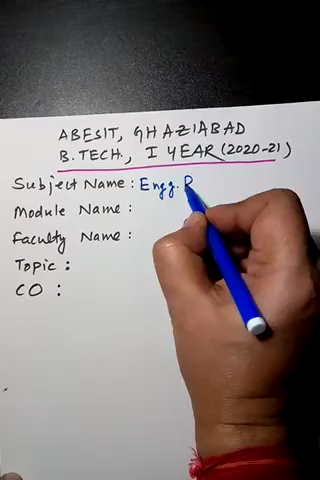 ABESIT, GHAZIABAD
B.TECH., I YEAR (2020-21)
Subject Name: Engg. P
Module Name:
Faculty Name:
Topic:
CO: